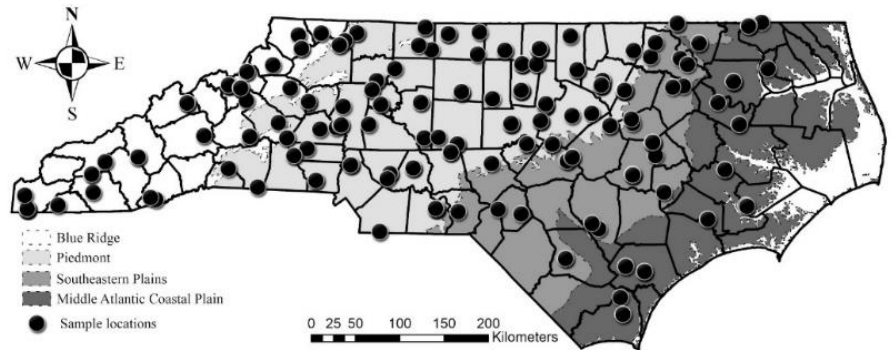 N
W E
S
Blue Ridge
Piedmont
Southeastern Plains
Middle Atlantic Coastal Plain
Sample locations
0 25 50 100 150 200
Kilometers